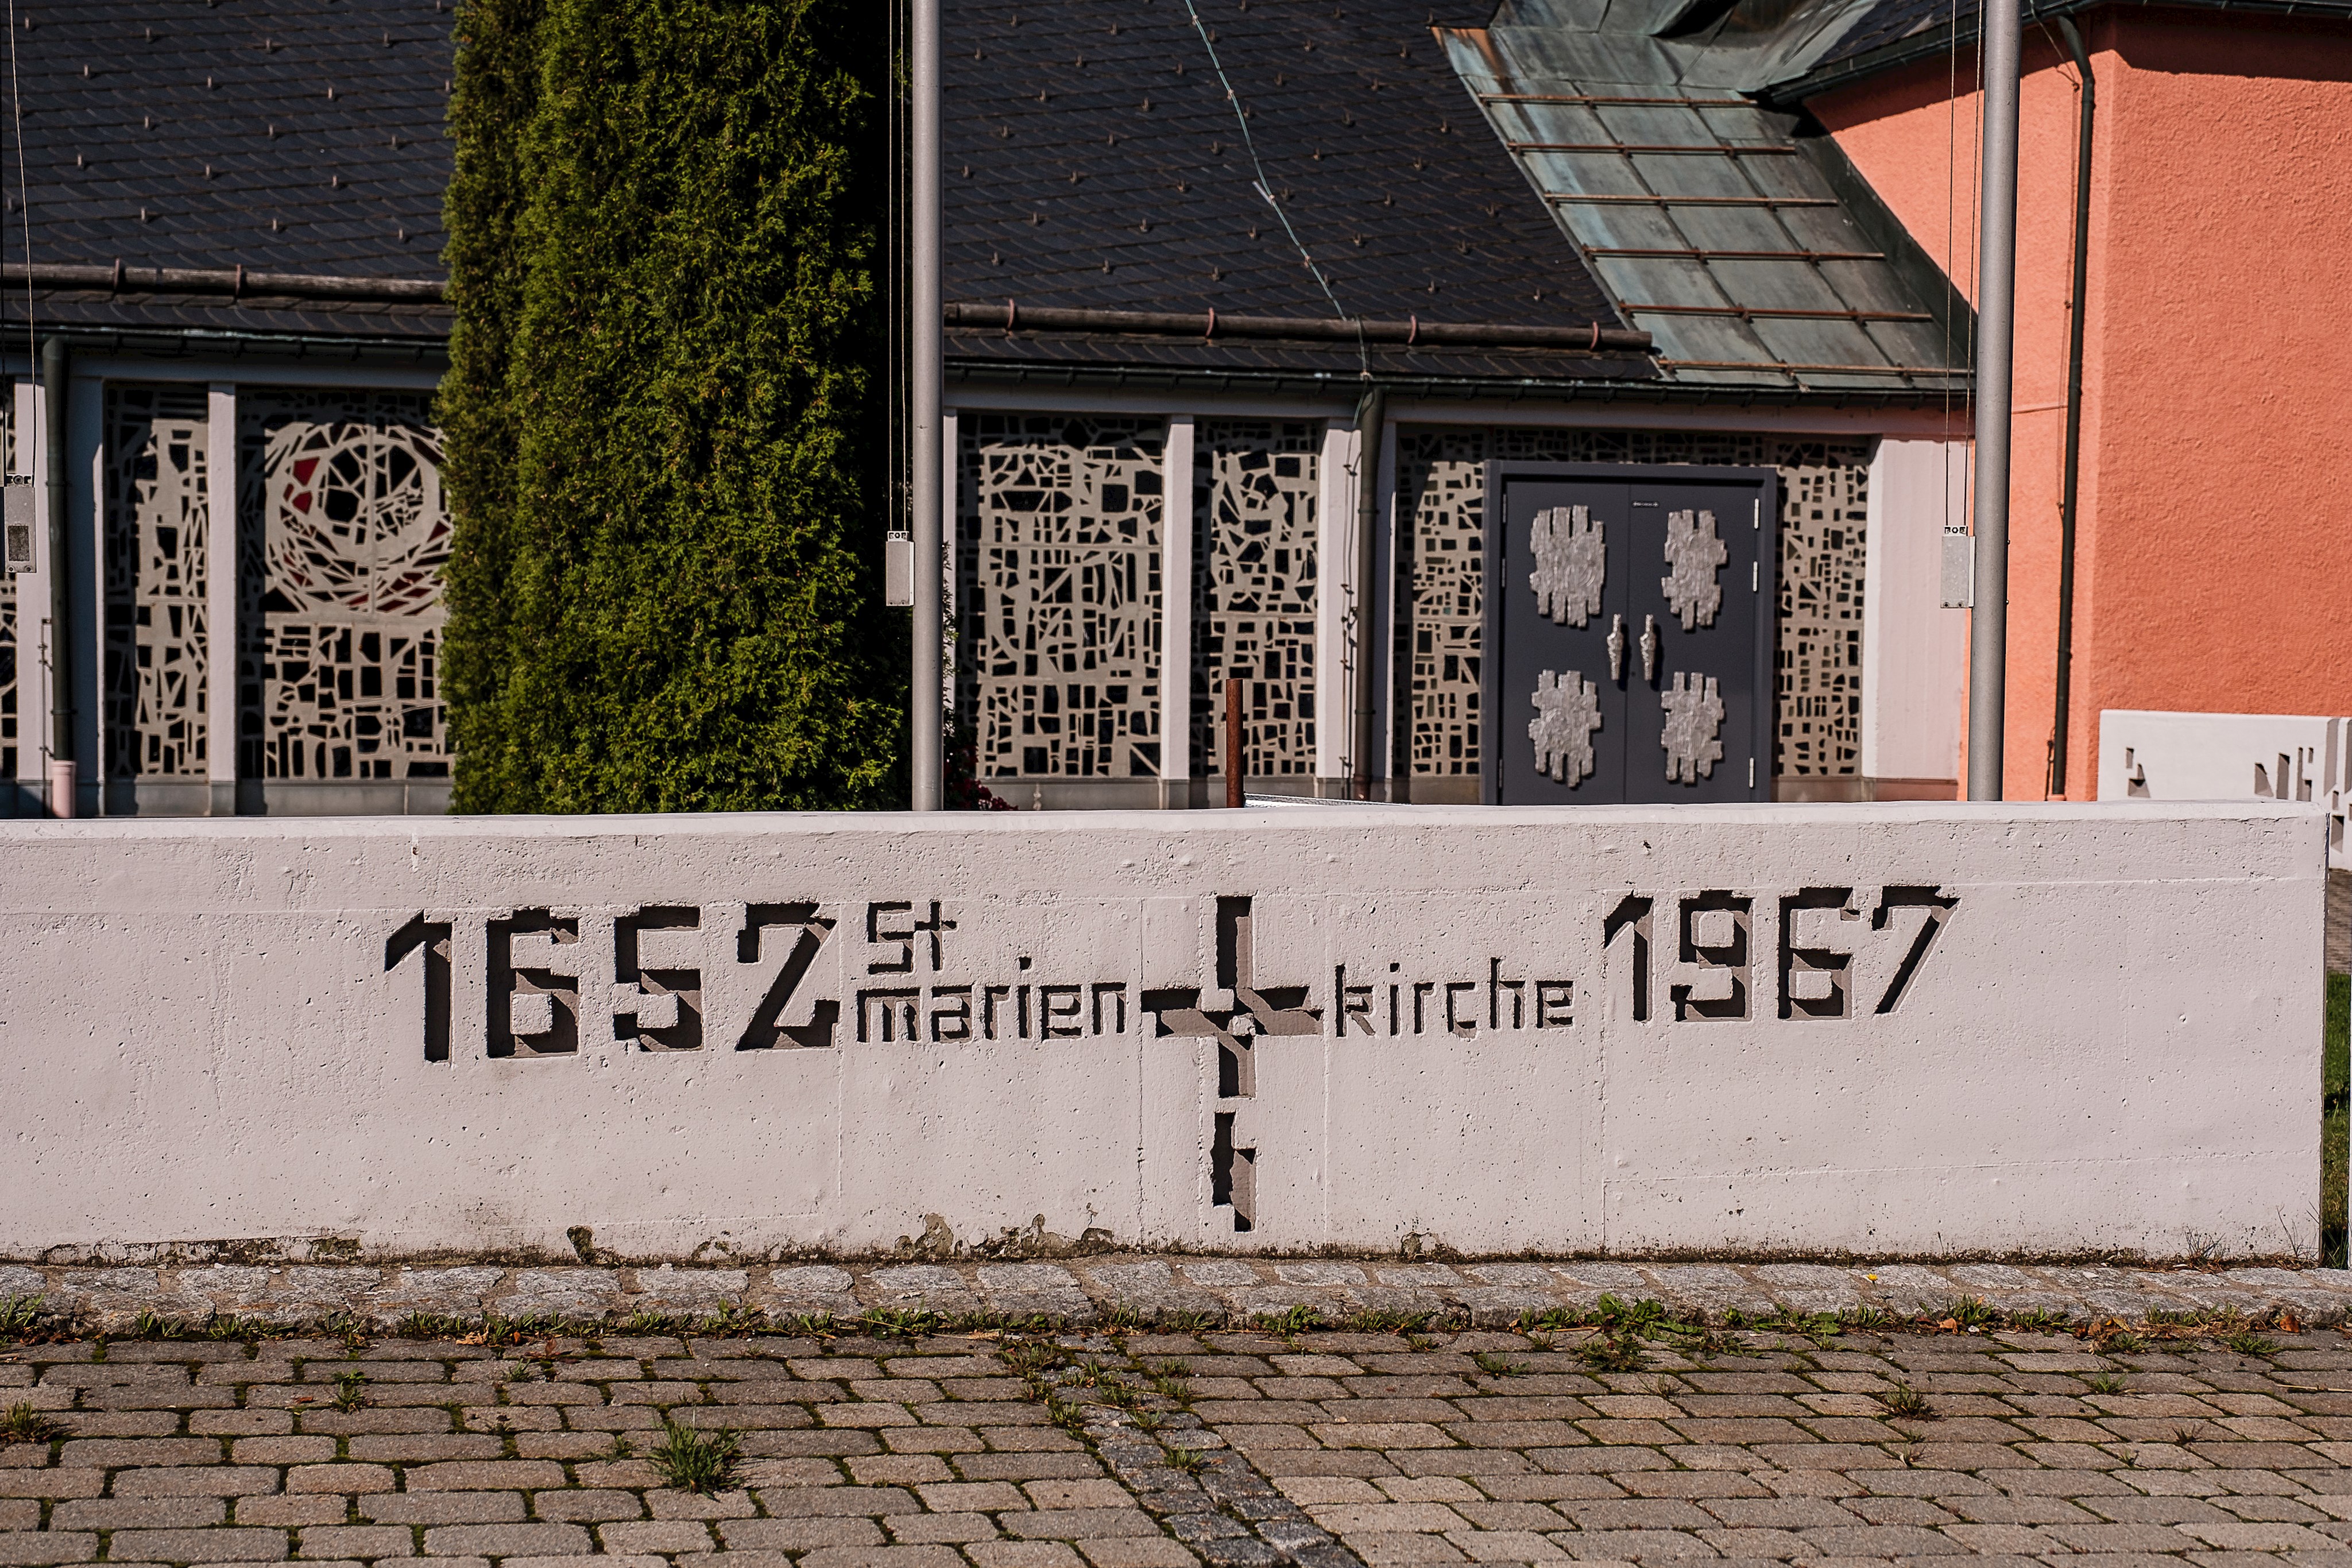 1652 St marien kirche 1967